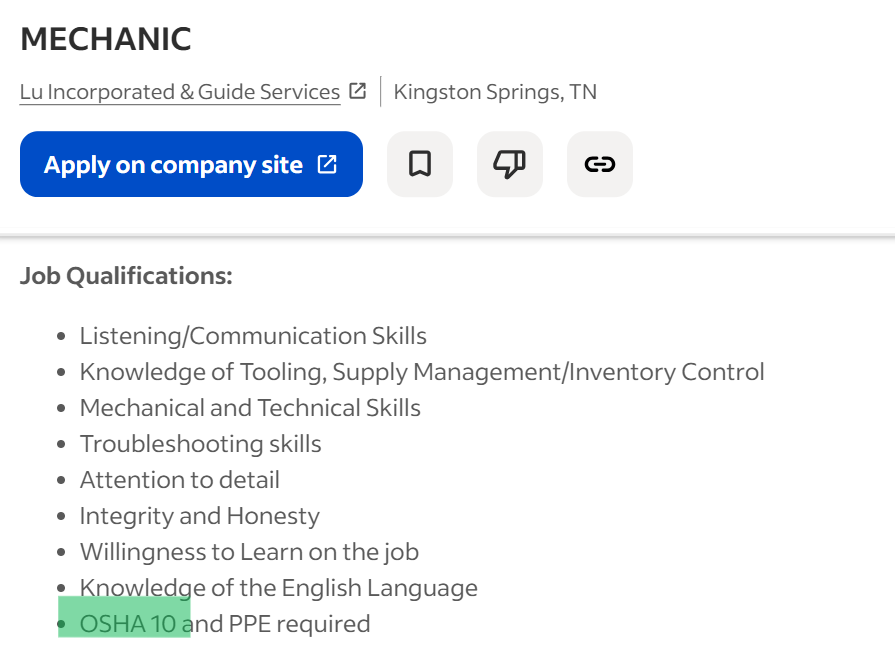 MECHANIC
Lu Incorporated & Guide Services | Kingston Springs, TN
Apply on company site
Job Qualifications:
• Listening/Communication Skills
• Knowledge of Tooling, Supply Management/Inventory Control
• Mechanical and Technical Skills
• Troubleshooting skills
• Attention to detail
• Integrity and Honesty
• Willingness to Learn on the job
• Knowledge of the English Language
• OSHA 10 and PPE required